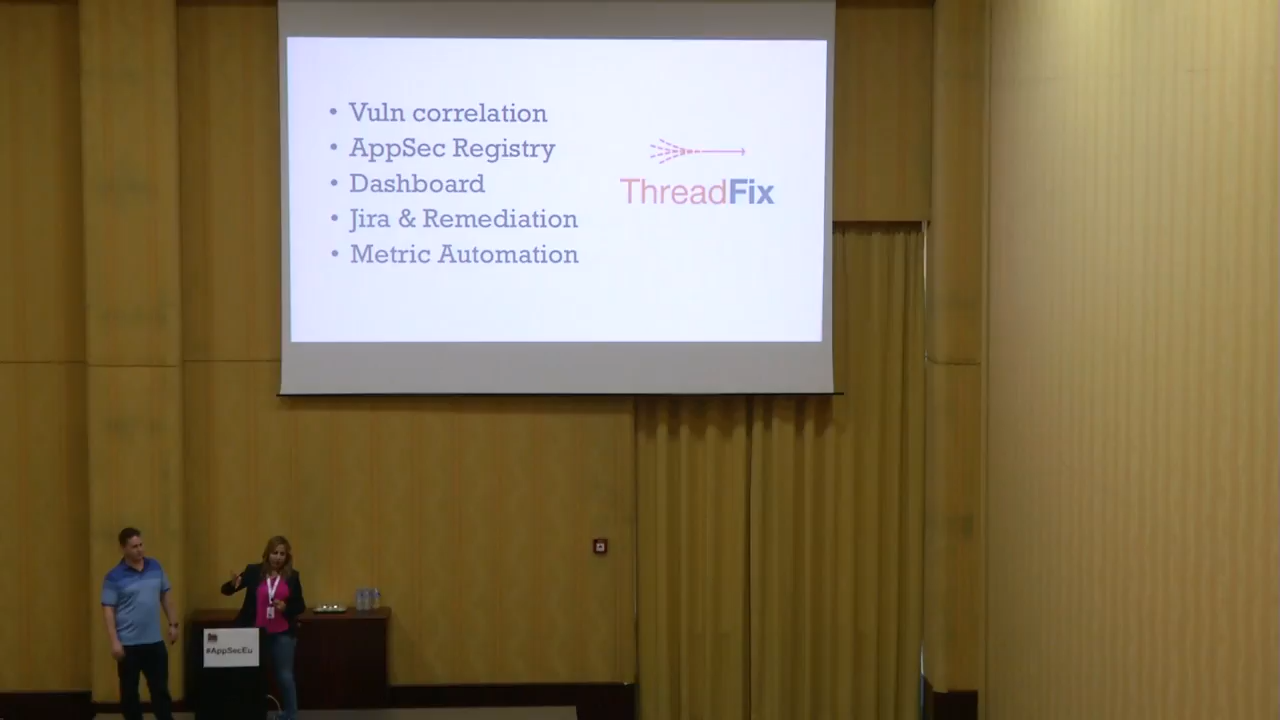 • Vuln correlation
• AppSec Registry
• Dashboard
• Jira & Remediation
• Metric Automation
ThreadFix
#AppSecEu